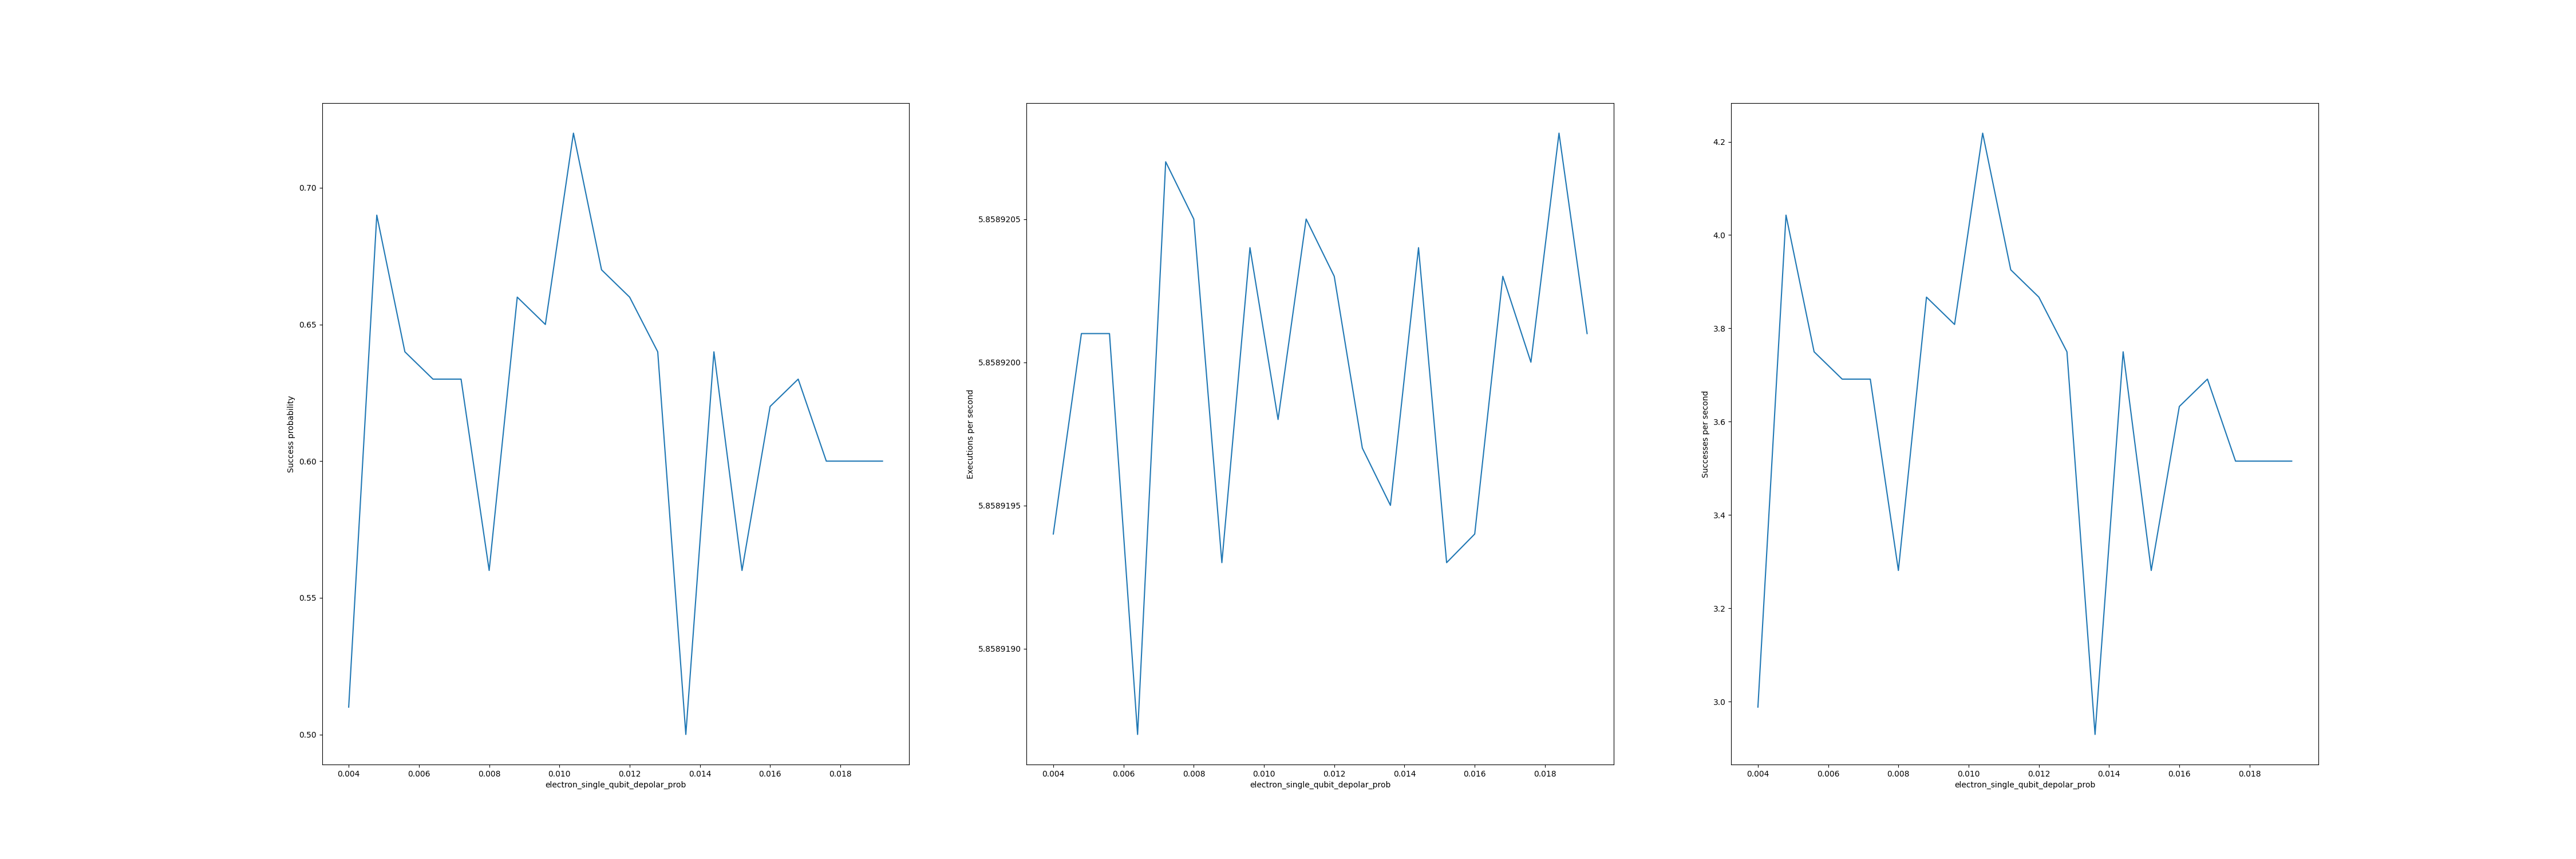 Success probability
0.70
0.65
0.60
0.55
0.50
0.004 0.006 0.008 0.010 0.012 0.014 0.016 0.018
electron_single_qubit_depolar_prob
Executions per second
5.8589205
5.8589200
5.8589195
5.8589190
0.004 0.006 0.008 0.010 0.012 0.014 0.016 0.018
electron_single_qubit_depolar_prob
Successes per second
4.2
4.0
3.8
3.6
3.4
3.2
3.0
0.004 0.006 0.008 0.010 0.012 0.014 0.016 0.018
electron_single_qubit_depolar_prob